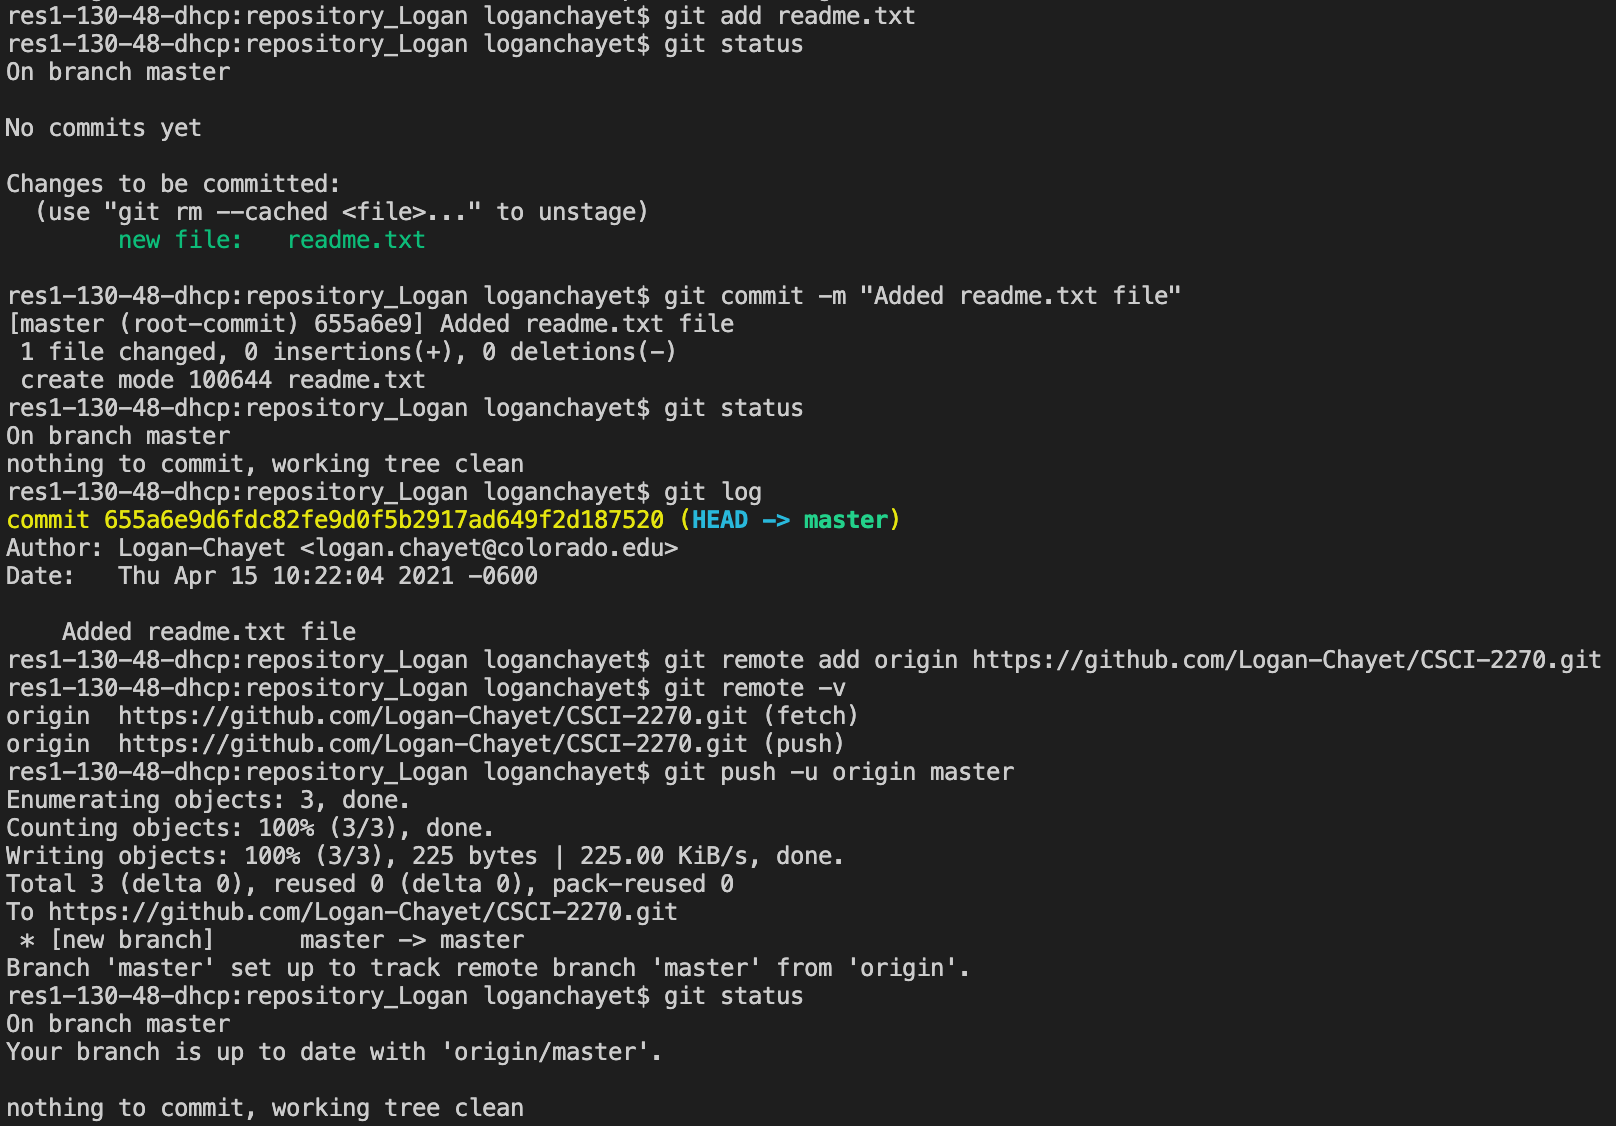 res1-130-48-dhcp:repository_Logan loganchayet$ git add readme.txt
res1-130-48-dhcp:repository_Logan loganchayet$ git status
On branch master
No commits yet
Changes to be committed:
  (use "git rm --cached <file>..." to unstage)
        new file:   readme.txt
res1-130-48-dhcp:repository_Logan loganchayet$ git commit -m "Added readme.txt file"
[master (root-commit) 655a6e9] Added readme.txt file
 1 file changed, 0 insertions(+), 0 deletions(-)
 create mode 100644 readme.txt
res1-130-48-dhcp:repository_Logan loganchayet$ git status
On branch master
nothing to commit, working tree clean
res1-130-48-dhcp:repository_Logan loganchayet$ git log
commit 655a6e9d6fdc82fe9d0f5b2917ad649f2d187520 (HEAD -> master)
Author: Logan-Chayet <logan.chayet@colorado.edu>
Date:   Thu Apr 15 10:22:04 2021 -0600
    Added readme.txt file
res1-130-48-dhcp:repository_Logan loganchayet$ git remote add origin https://github.com/Logan-Chayet/CSCI-2270.git
res1-130-48-dhcp:repository_Logan loganchayet$ git remote -v
origin  https://github.com/Logan-Chayet/CSCI-2270.git (fetch)
origin  https://github.com/Logan-Chayet/CSCI-2270.git (push)
res1-130-48-dhcp:repository_Logan loganchayet$ git push -u origin master
Enumerating objects: 3, done.
Counting objects: 100% (3/3), done.
Writing objects: 100% (3/3), 225 bytes | 225.00 KiB/s, done.
Total 3 (delta 0), reused 0 (delta 0), pack-reused 0
To https://github.com/Logan-Chayet/CSCI-2270.git
 * [new branch]      master -> master
Branch 'master' set up to track remote branch 'master' from 'origin'.
res1-130-48-dhcp:repository_Logan loganchayet$ git status
On branch master
Your branch is up to date with 'origin/master'.
nothing to commit, working tree clean